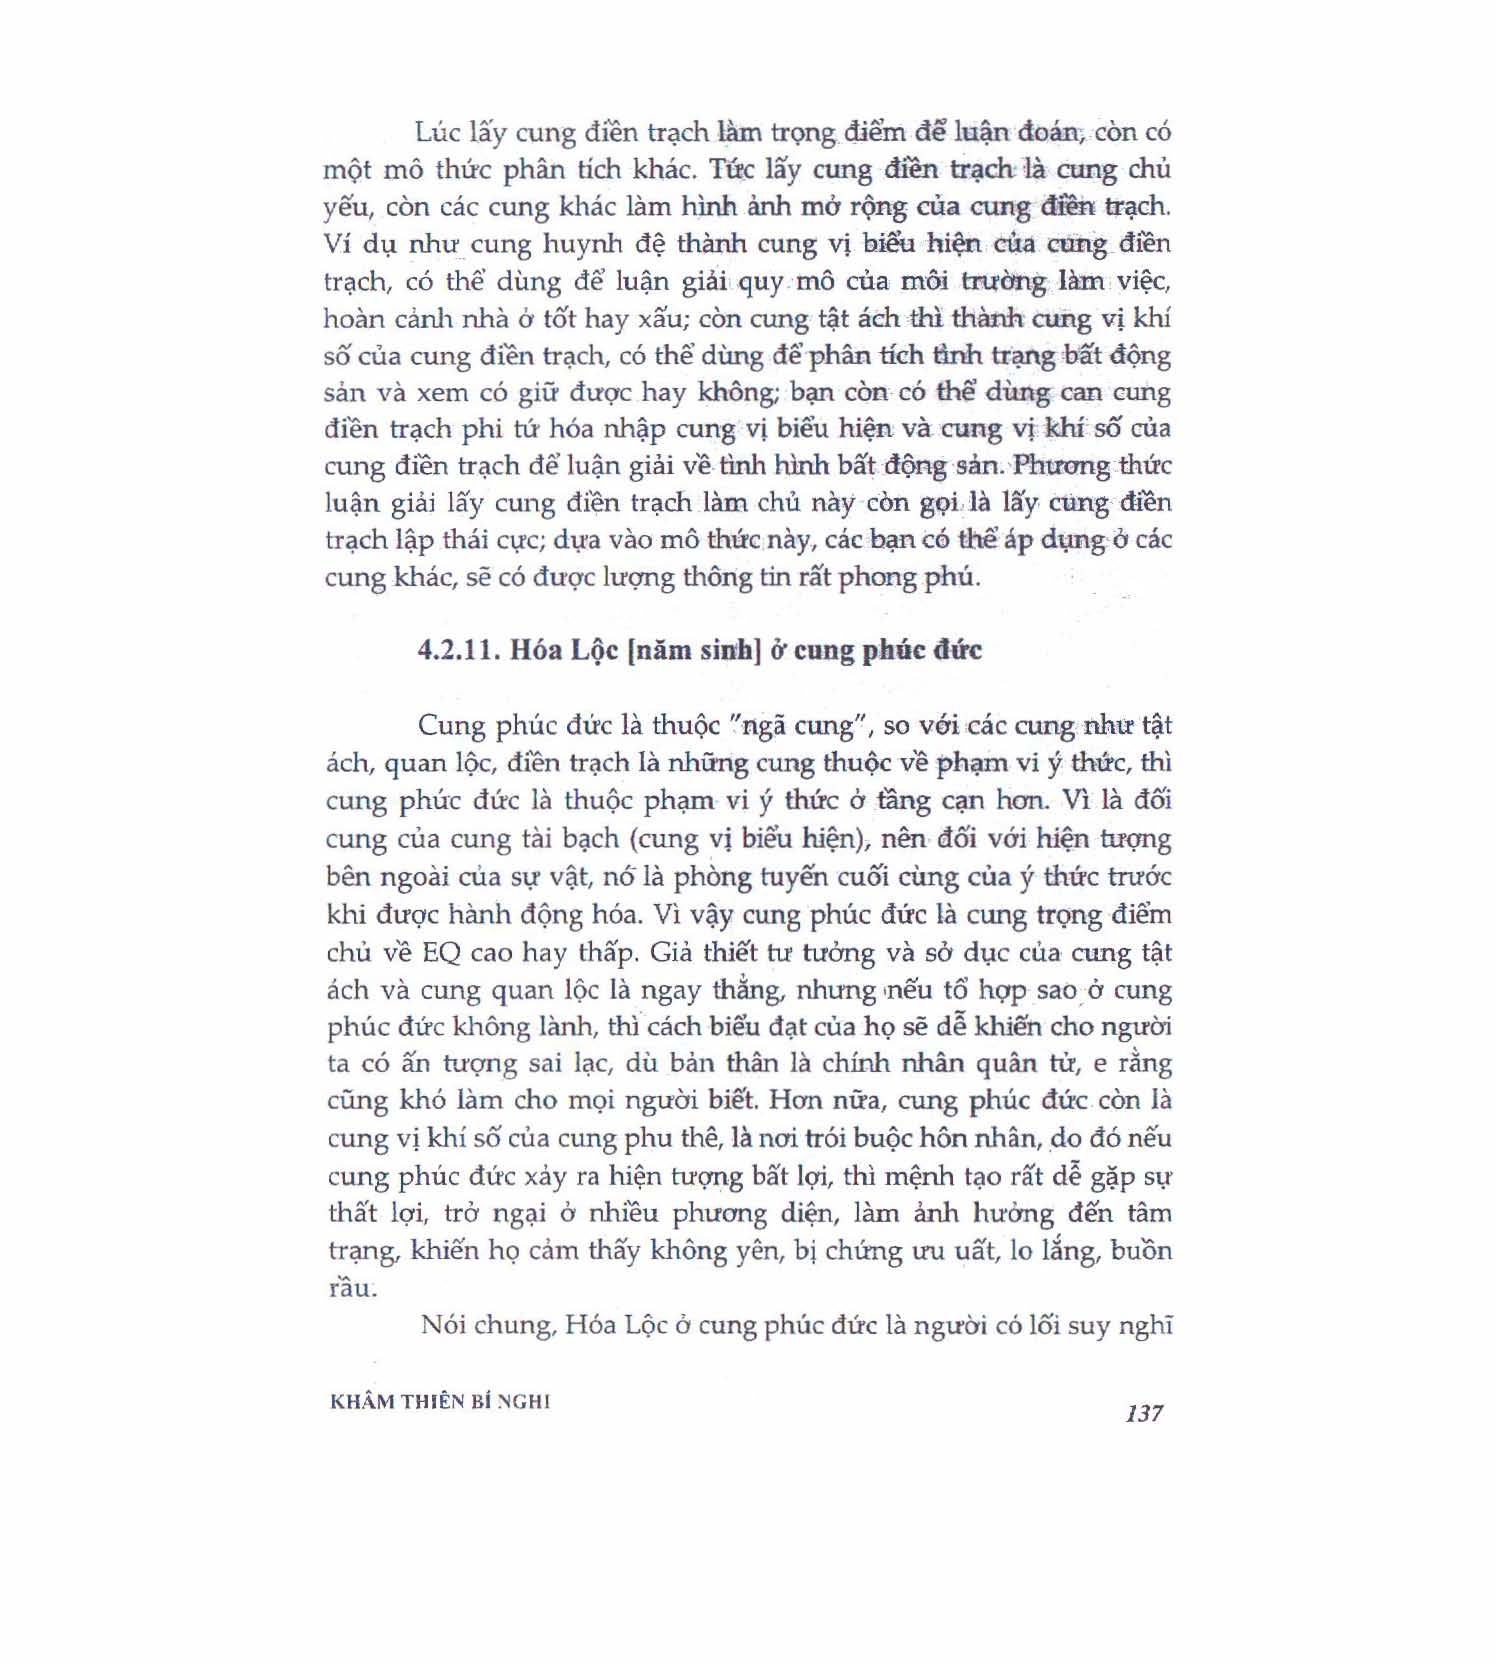 Lúc lấy cung điền trạch làm trọng điểm để luận đoán, còn có
một mô thức phân tích khác. Tức lấy cung điền trạch là cung chủ
yếu, còn các cung khác làm hình ảnh mở rộng của cung điền trạch.
Ví dụ như cung huynh đệ thành cung vị biểu hiện của cung điền
trạch, có thể dùng để luận giải quy mô của môi trường làm việc,
hoàn cảnh nhà ở tốt hay xấu; còn cung tật ách thì thành cung vị khí
số của cung điền trạch, có thể dùng để phân tích tình trạng bất động
sản và xem có giữ được hay không; bạn còn có thể dùng can cung
điền trạch phi tứ hóa nhập cung vị biểu hiện và cung vị khí số của
cung điền trạch để luận giải về tình hình bất động sản. Phương thức
luận giải lấy cung điền trạch làm chủ này còn gọi là lấy cung điền
trạch lập thái cực; dựa vào mô thức này, các bạn có thể áp dụng ở các
cung khác, sẽ có được lượng thông tin rất phong phú.
4.2.11. Hóa Lộc [năm sinh] ở cung phúc đức
Cung phúc đức là thuộc "ngã cung", so với các cung như tật
ách, quan lộc, điền trạch là những cung thuộc về phạm vi ý thức, thì
cung phúc đức là thuộc phạm vi ý thức ở tầng cạn hơn. Vì là đối
cung của cung tài bạch (cung vị biểu hiện), nên đối với hiện tượng
bên ngoài của sự vật, nó là phòng tuyến cuối cùng của ý thức trước
khi được hành động hóa. Vì vậy cung phúc đức là cung trọng điểm
chủ về EQ cao hay thấp. Giả thiết tư tưởng và sở dục của cung tật
ách và cung quan lộc là ngay thẳng, nhưng nếu tổ hợp sao ở cung
phúc đức không lành, thì cách biểu đạt của họ sẽ dễ khiến cho người
ta có ấn tượng sai lạc, dù bản thân là chính nhân quân tử, e rằng
cũng khó làm cho mọi người biết. Hơn nữa, cung phúc đức còn là
cung vị khí số của cung phu thê, là nơi trói buộc hôn nhân, do đó nếu
cung phúc đức xảy ra hiện tượng bất lợi, thì mệnh tạo rất dễ gặp sự
thất lợi, trở ngại ở nhiều phương diện, làm ảnh hưởng đến tâm
trạng, khiến họ cảm thấy không yên, bị chứng ưu uất, lo lắng, buồn
rầu.
Nói chung, Hóa Lộc ở cung phúc đức là người có lối suy nghĩ
KHÂM THIÊN BÍ NGHI
137